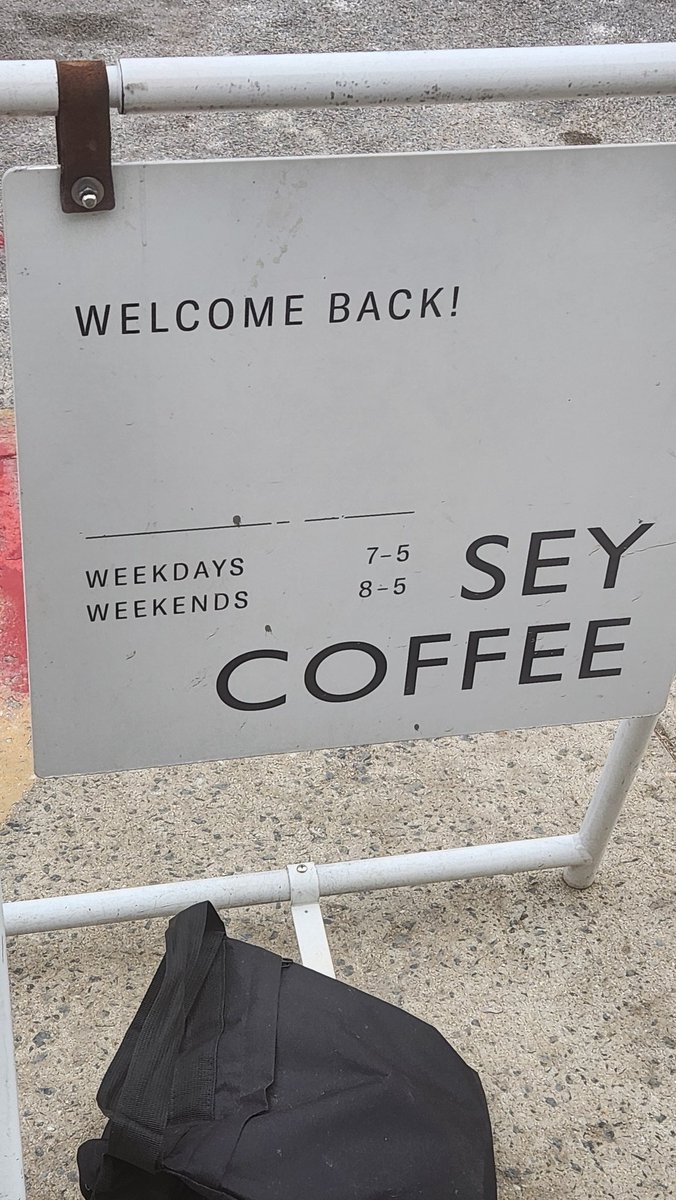 WELCOME BACK!
WEEKDAYS 7-5
WEEKENDS 8-5
SEY
COFFEE